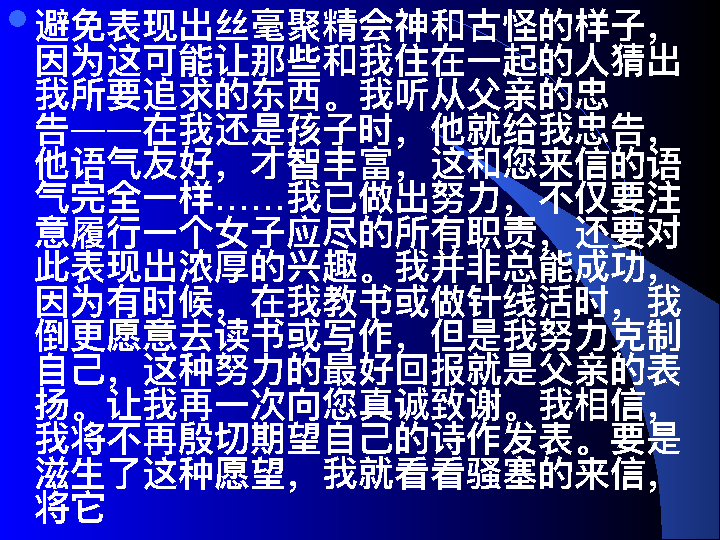 避免表现出丝毫聚精会神和古怪的样子，
因为这可能让那些和我住在一起的人猜出
我所要追求的东西。我听从父亲的忠
告——在我还是孩子时，他就给我忠告，
他语气友好，才智丰富，这和您来信的语
气完全一样……我已做出努力，不仅要注
意履行一个女子应尽的所有职责，还要对
此表现出浓厚的兴趣。我并非总能成功，
因为有时候，在我教书或做针线活时，我
倒更愿意去读书或写作，但是我努力克制
自己，这种努力的最好回报就是父亲的表
扬。让我再一次向您真诚致谢。我相信，
我将不再殷切期望自己的诗作发表。要是
滋生了这种愿望，我就看看骚塞的来信，
将它